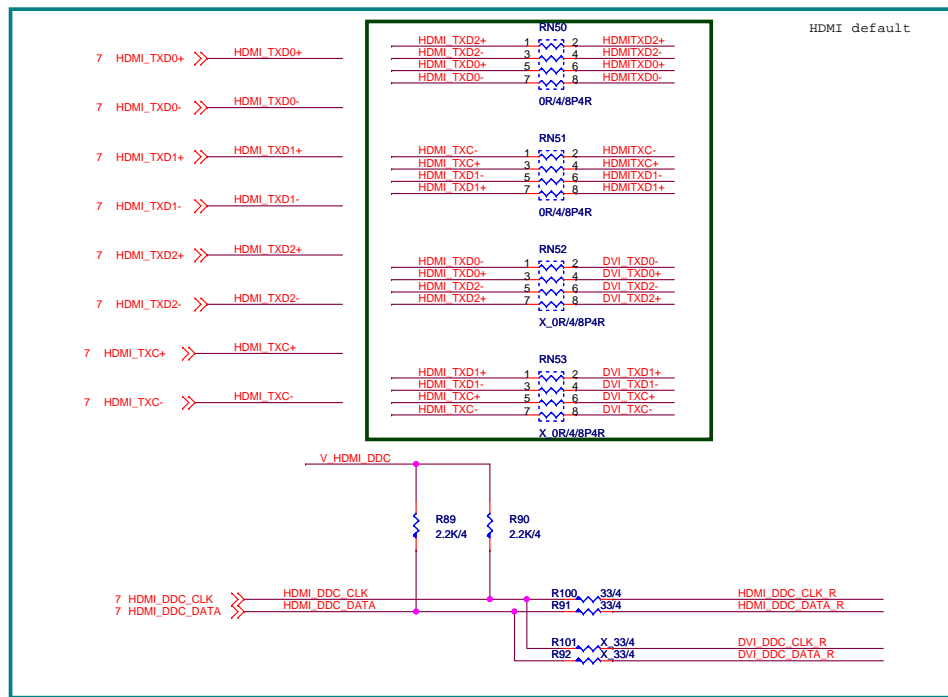 HDMI default
7 HDMI_TXD0+ HDMI_TXD0+
7 HDMI_TXD0- HDMI_TXD0-
7 HDMI_TXD1+ HDMI_TXD1+
7 HDMI_TXD1- HDMI_TXD1-
7 HDMI_TXD2+ HDMI_TXD2+
7 HDMI_TXD2- HDMI_TXD2-
7 HDMI_TXC+ HDMI_TXC+
7 HDMI_TXC- HDMI_TXC-
RN50
HDMI_TXD2+ 1 2 HDMITXD2+
HDMI_TXD2- 3 4 HDMITXD2-
HDMI_TXD0+ 5 6 HDMITXD0+
HDMI_TXD0- 7 8 HDMITXD0-
0R/4/8P4R
RN51
HDMI_TXC- 1 2 HDMITXC-
HDMI_TXC+ 3 4 HDMITXC+
HDMI_TXD1- 5 6 HDMITXD1-
HDMI_TXD1+ 7 8 HDMITXD1+
0R/4/8P4R
RN52
HDMI_TXD0- 1 2 DVI_TXD0-
HDMI_TXD0+ 3 4 DVI_TXD0+
HDMI_TXD2- 5 6 DVI_TXD2-
HDMI_TXD2+ 7 8 DVI_TXD2+
X_0R/4/8P4R
RN53
HDMI_TXD1+ 1 2 DVI_TXD1+
HDMI_TXD1- 3 4 DVI_TXD1-
HDMI_TXC+ 5 6 DVI_TXC+
HDMI_TXC- 7 8 DVI_TXC-
X_0R/4/8P4R
V_HDMI_DDC
R89 R90
2.2K/4 2.2K/4
7 HDMI_DDC_CLK HDMI_DDC_CLK R100 33/4 HDMI_DDC_CLK_R
7 HDMI_DDC_DATA HDMI_DDC_DATA R91 33/4 HDMI_DDC_DATA_R
R101 X_33/4 DVI_DDC_CLK_R
R92 X_33/4 DVI_DDC_DATA_R